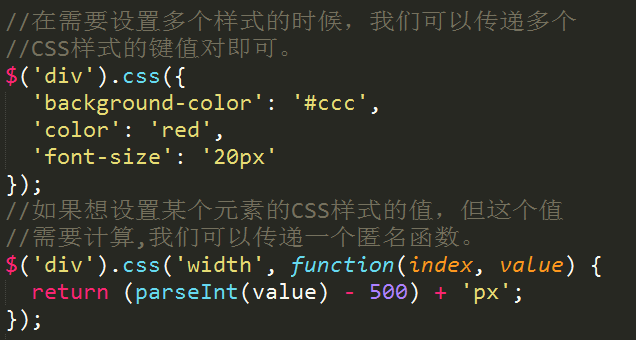 //在需要设置多个样式的时候，我们可以传递多个
//CSS样式的键值对即可。
$('div').css({
  'background-color': '#ccc',
  'color': 'red',
  'font-size': '20px'
});
//如果想设置某个元素的CSS样式的值，但这个值
//需要计算,我们可以传递一个匿名函数。
$('div').css('width', function(index, value) {
  return (parseInt(value) - 500) + 'px';
});